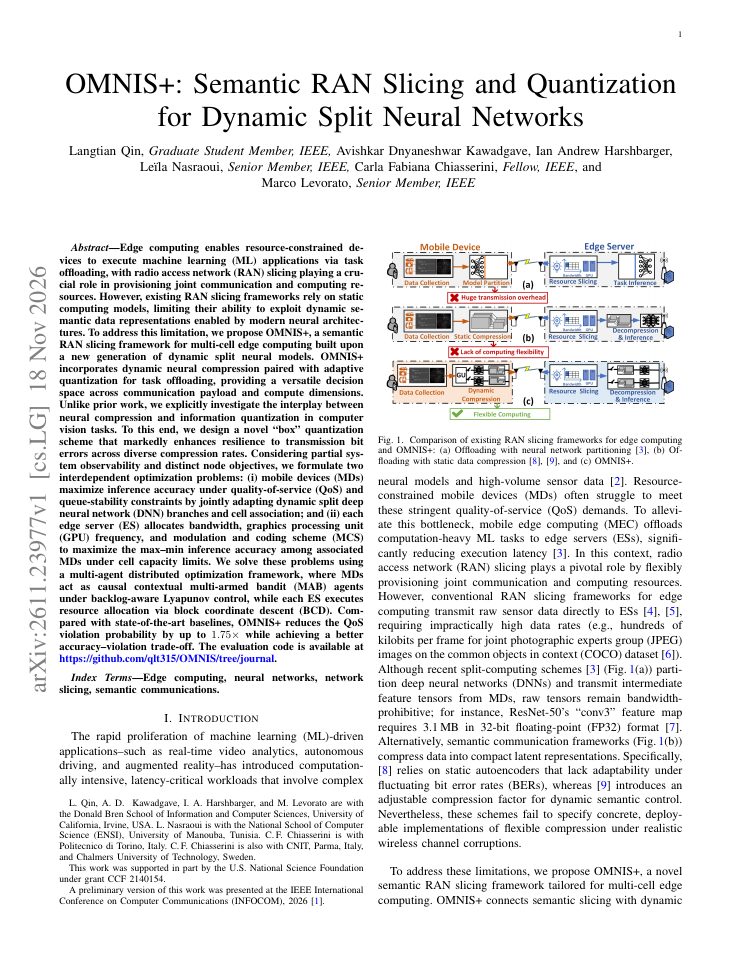 1
OMNIS+: Semantic RAN Slicing and Quantization
for Dynamic Split Neural Networks
Langtian Qin, Graduate Student Member, IEEE, Avishkar Dnyaneshwar Kawadgave, Ian Andrew Harshbarger,
Leïla Nasraoui, Senior Member, IEEE, Carla Fabiana Chiasserini, Fellow, IEEE, and
Marco Levorato, Senior Member, IEEE
arXiv:2611.23977v1 [cs.LG] 18 Nov 2026
Abstract—Edge computing enables resource-constrained de-
vices to execute machine learning (ML) applications via task
offloading, with radio access network (RAN) slicing playing a cru-
cial role in provisioning joint communication and computing re-
sources. However, existing RAN slicing frameworks rely on static
computing models, limiting their ability to exploit dynamic se-
mantic data representations enabled by modern neural architec-
tures. To address this limitation, we propose OMNIS+, a semantic
RAN slicing framework for multi-cell edge computing built upon
a new generation of dynamic split neural models. OMNIS+
incorporates dynamic neural compression paired with adaptive
quantization for task offloading, providing a versatile decision
space across communication payload and compute dimensions.
Unlike prior work, we explicitly investigate the interplay between
neural compression and information quantization in computer
vision tasks. To this end, we design a novel “box” quantization
scheme that markedly enhances resilience to transmission bit
errors across diverse compression rates. Considering partial sys-
tem observability and distinct node objectives, we formulate two
interdependent optimization problems: (i) mobile devices (MDs)
maximize inference accuracy under quality-of-service (QoS) and
queue-stability constraints by jointly adapting dynamic split deep
neural network (DNN) branches and cell association; and (ii) each
edge server (ES) allocates bandwidth, graphics processing unit
(GPU) frequency, and modulation and coding scheme (MCS)
to maximize the max–min inference accuracy among associated
MDs under cell capacity limits. We solve these problems using
a multi-agent distributed optimization framework, where MDs
act as causal contextual multi-armed bandit (MAB) agents
under backlog-aware Lyapunov control, while each ES executes
resource allocation via block coordinate descent (BCD). Com-
pared with state-of-the-art baselines, OMNIS+ reduces the QoS
violation probability by up to 1.75× while achieving a better
accuracy–violation trade-off. The evaluation code is available at
https://github.com/qlt315/OMNIS/tree/journal.
Index Terms—Edge computing, neural networks, network
slicing, semantic communications.
I. INTRODUCTION
The rapid proliferation of machine learning (ML)-driven
applications–such as real-time video analytics, autonomous
driving, and augmented reality–has introduced computation-
ally intensive, latency-critical workloads that involve complex
L. Qin, A. D. Kawadgave, I. A. Harshbarger, and M. Levorato are with
the Donald Bren School of Information and Computer Sciences, University of
California, Irvine, USA. L. Nasraoui is with the National School of Computer
Science (ENSI), University of Manouba, Tunisia. C. F. Chiasserini is with
Politecnico di Torino, Italy. C. F. Chiasserini is also with CNIT, Parma, Italy,
and Chalmers University of Technology, Sweden.
This work was supported in part by the U.S. National Science Foundation
under grant CCF 2140154.
A preliminary version of this work was presented at the IEEE International
Conference on Computer Communications (INFOCOM), 2026 [1].
Mobile Device Edge Server
Data Collection Model Partition (a) Bandwidth GPU Resource Slicing Task Inference
Huge transmission overhead
Data Collection Static Compression (b) Bandwidth GPU Resource Slicing Decompression & Inference
Lack of computing flexibility
Data Collection GU Dynamic Compression (c) Bandwidth GPU Resource Slicing Decompression & Inference
Flexible Computing
Fig. 1. Comparison of existing RAN slicing frameworks for edge computing
and OMNIS+: (a) Offloading with neural network partitioning [3], (b) Of-
floading with static data compression [8], [9], and (c) OMNIS+.
neural models and high-volume sensor data [2]. Resource-
constrained mobile devices (MDs) often struggle to meet
these stringent quality-of-service (QoS) demands. To allevi-
ate this bottleneck, mobile edge computing (MEC) offloads
computation-heavy ML tasks to edge servers (ESs), signifi-
cantly reducing execution latency [3]. In this context, radio
access network (RAN) slicing plays a pivotal role by flexibly
provisioning joint communication and computing resources.
However, conventional RAN slicing frameworks for edge
computing transmit raw sensor data directly to ESs [4], [5],
requiring impractically high data rates (e.g., hundreds of
kilobits per frame for joint photographic experts group (JPEG)
images on the common objects in context (COCO) dataset [6]).
Although recent split-computing schemes [3] (Fig. 1(a)) parti-
tion deep neural networks (DNNs) and transmit intermediate
feature tensors from MDs, raw tensors remain bandwidth-
prohibitive; for instance, ResNet-50’s “conv3” feature map
requires 3.1 MB in 32-bit floating-point (FP32) format [7].
Alternatively, semantic communication frameworks (Fig. 1(b))
compress data into compact latent representations. Specifically,
[8] relies on static autoencoders that lack adaptability under
fluctuating bit error rates (BERs), whereas [9] introduces an
adjustable compression factor for dynamic semantic control.
Nevertheless, these schemes fail to specify concrete, deploy-
able implementations of flexible compression under realistic
wireless channel corruptions.
To address these limitations, we propose OMNIS+, a novel
semantic RAN slicing framework tailored for multi-cell edge
computing. OMNIS+ connects semantic slicing with dynamic